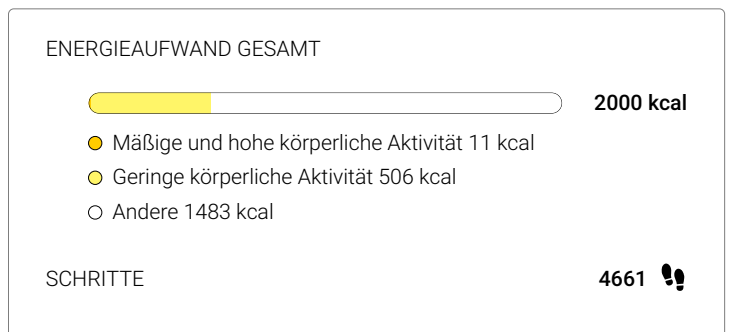 ENERGIEAUFWAND GESAMT
2000 kcal
Mäßige und hohe körperliche Aktivität 11 kcal
Geringe körperliche Aktivität 506 kcal
Andere 1483 kcal
SCHRITTE 4661